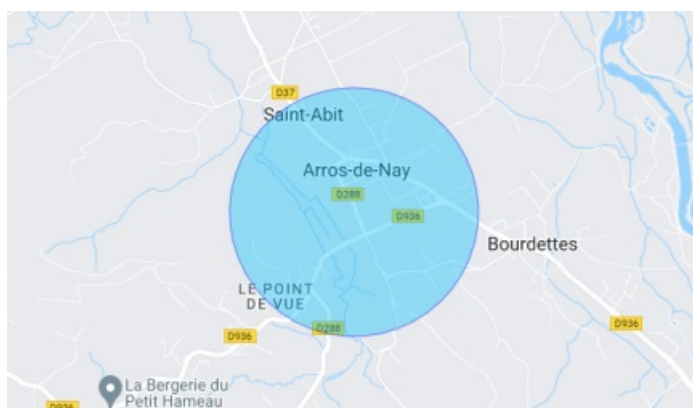 D37
Saint-Abit
Arros-de-Nay
D288
D936
Bourdettes
LE POINT
DE VUE
D288
D936
D936
La Bergerie du
Petit Hameau
D936